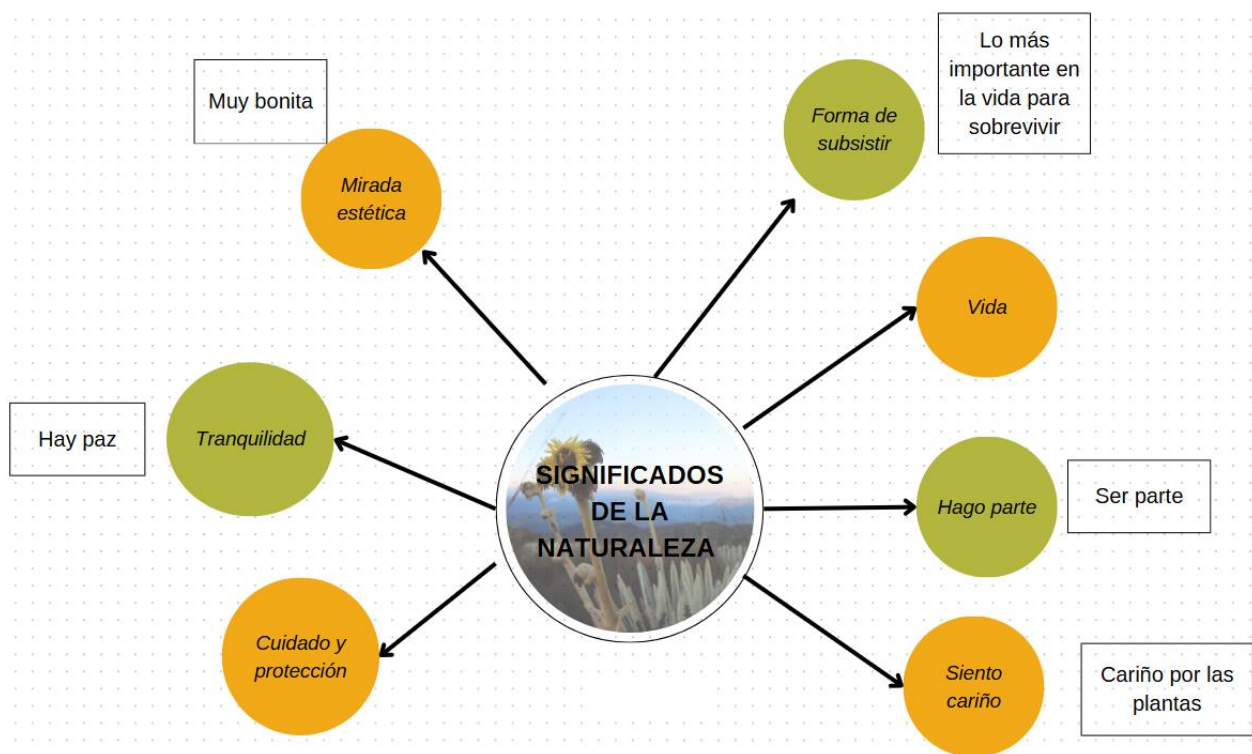 Muy bonita
Mirada
estética
Lo más
importante en
la vida para
sobrevivir
Forma de
subsistir
Vida
Hay paz
Tranquilidad
SIGNIFICADOS
DE LA
NATURALEZA
Hago parte
Ser parte
Cuidado y
protección
Siento
cariño
Cariño por las
plantas